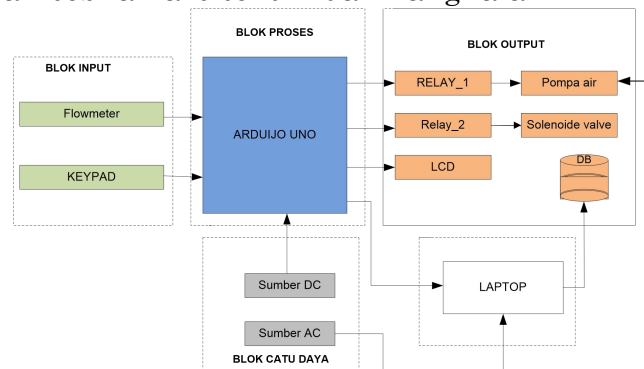 BLOK INPUT
Flowmeter
KEYPAD
BLOK PROSES
ARDUIJO UNO
BLOK OUTPUT
RELAY_1
Pompa air
Relay_2
Solenoide valve
LCD
DB
LAPTOP
Sumber DC
Sumber AC
BLOK CATU DAYA